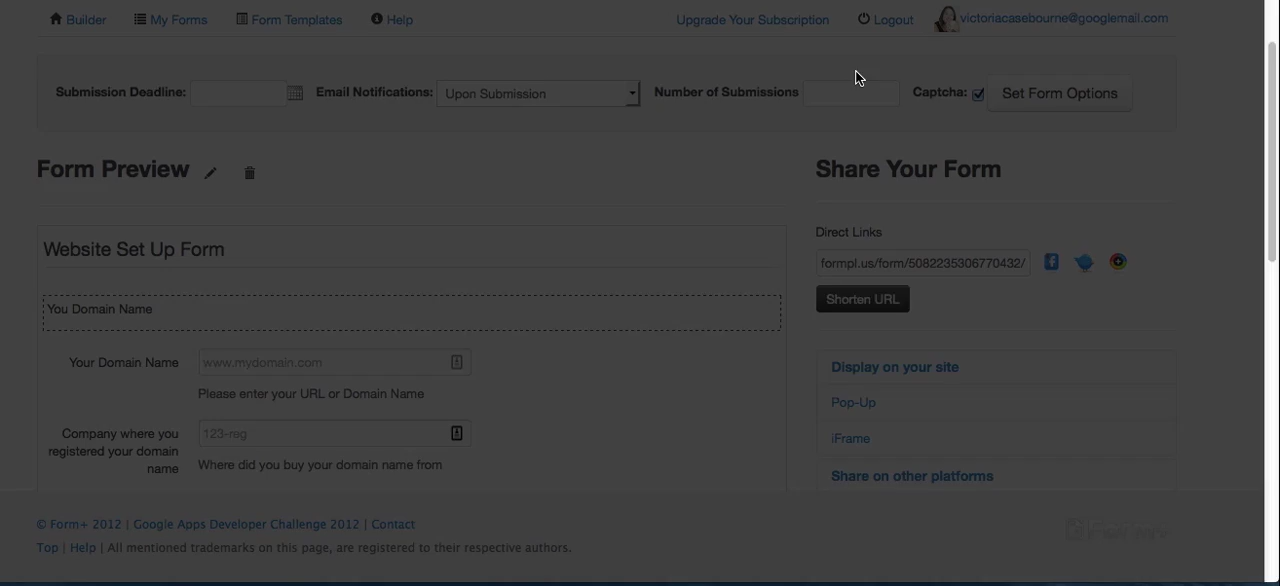 Builder My Forms Form Templates Help Upgrade Your Subscription Logout victoriacasebourne@googlemail.com
Submission Deadline: Email Notifications: Upon Submission Number of Submissions Captcha: Set Form Options
Form Preview
Share Your Form
Website Set Up Form
Direct Links
formpl.us/form/5082235306770432/
Shorten URL
You Domain Name
Your Domain Name www.mydomain.com
Please enter your URL or Domain Name
Company where you registered your domain name
123-reg
Where did you buy your domain name from
Display on your site
Pop-Up
iFrame
Share on other platforms
© Form+ 2012 | Google Apps Developer Challenge 2012 | Contact
Top | Help | All mentioned trademarks on this page, are registered to their respective authors.